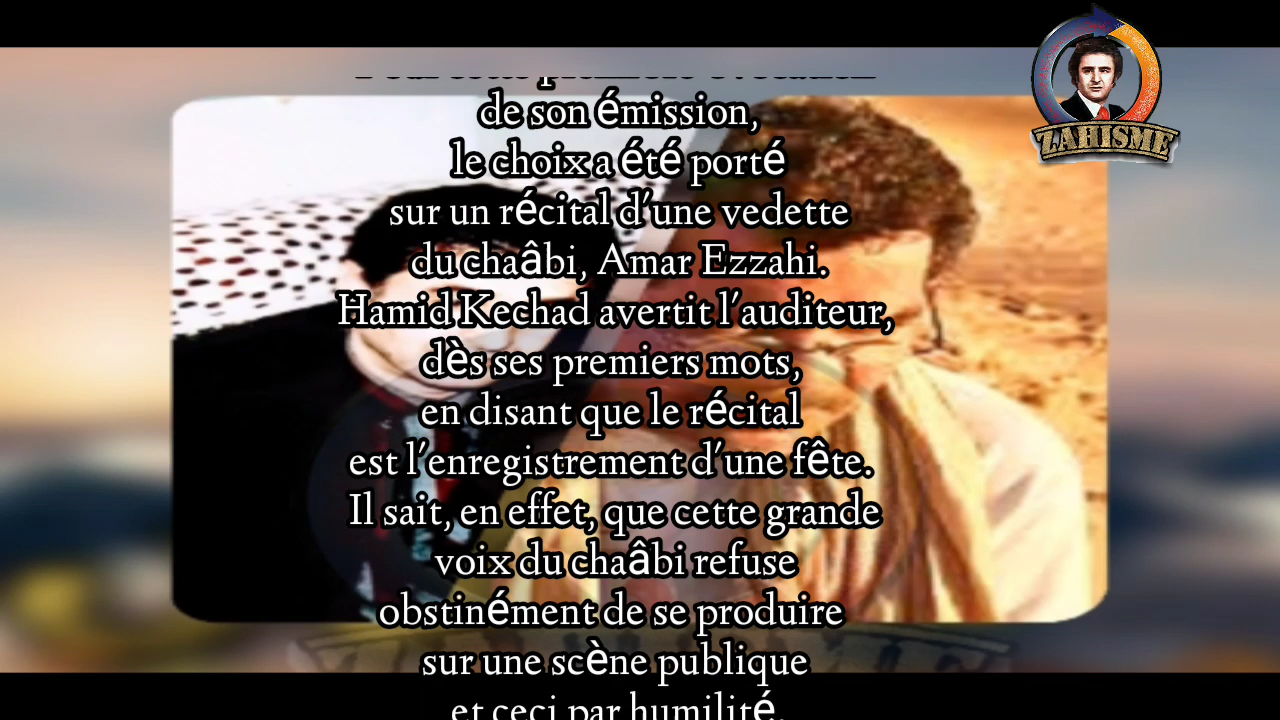 de son émission,
le choix a été porté
sur un récital d'une vedette
du chaâbi, Amar Ezzahi.
Hamid Kechad avertit l'auditeur,
dès ses premiers mots,
en disant que le récital
est l'enregistrement d'une fête.
Il sait, en effet, que cette grande
voix du chaâbi refuse
obstinément de se produire
sur une scène publique
et ceci par humilité.
ZAHISME